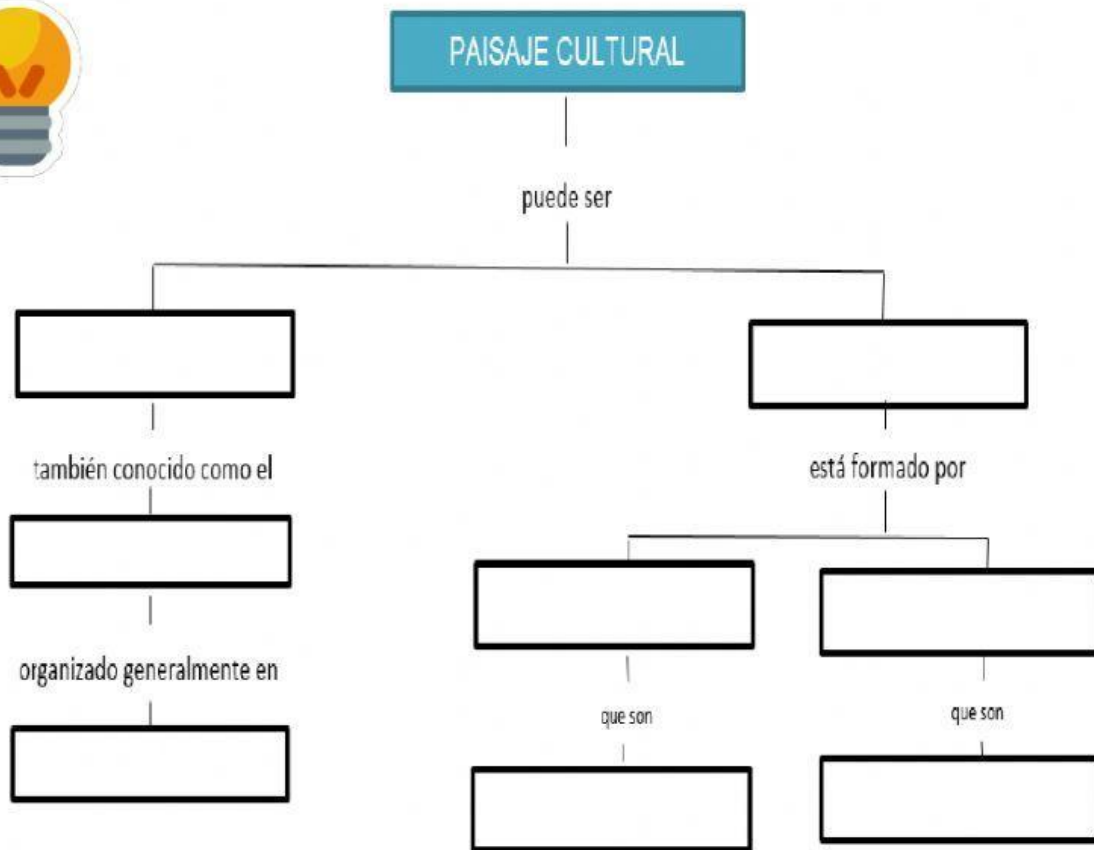 PAISAJE CULTURAL
puede ser
también conocido como el
está formado por
organizado generalmente en
que son
que son